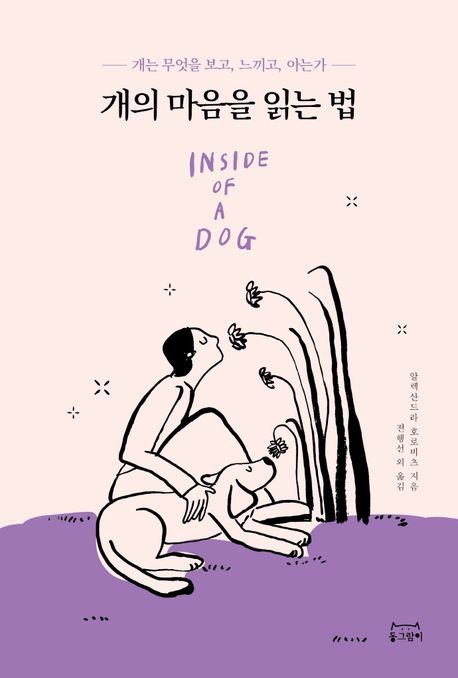 개는 무엇을 보고, 느끼고, 아는가
개의 마음을 읽는 법
INSIDE
OF
A
DOG
알렉산드라 호로비츠 지음
전행선 외 옮김
동그람이